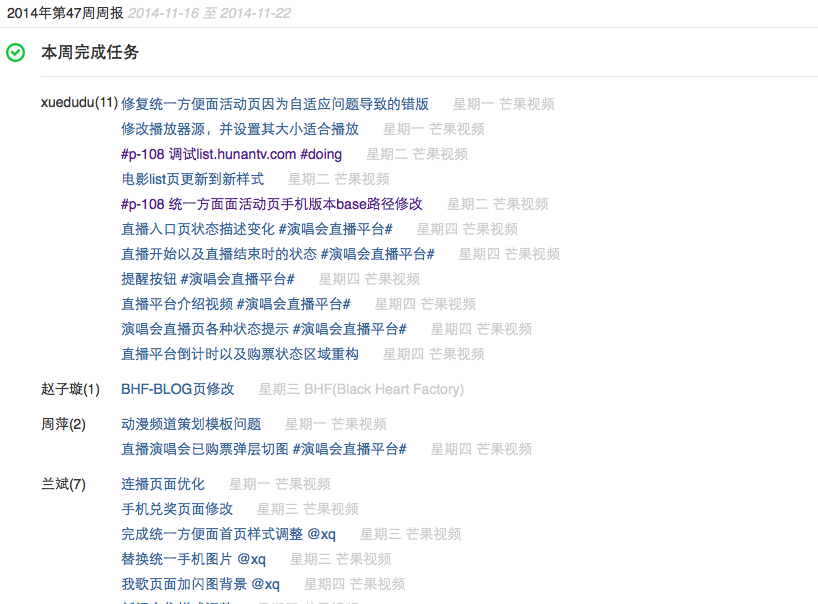 2014年第47周周报 2014-11-16 至 2014-11-22
本周完成任务
xuedudu(11) 修复统一方便面活动页因为自适应问题导致的错版 星期一 芒果视频
修改播放器源，并设置其大小适合播放 星期一 芒果视频
#p-108 调试list.hunantv.com #doing 星期二 芒果视频
电影list页更新到新样式 星期二 芒果视频
#p-108 统一方面面活动页手机版本base路径修改 星期二 芒果视频
直播入口页状态描述变化 #演唱会直播平台# 星期四 芒果视频
直播开始以及直播结束时的状态 #演唱会直播平台# 星期四 芒果视频
提醒按钮 #演唱会直播平台# 星期四 芒果视频
直播平台介绍视频 #演唱会直播平台# 星期四 芒果视频
演唱会直播页各种状态提示 #演唱会直播平台# 星期四 芒果视频
直播平台倒计时以及购票状态区域重构 星期四 芒果视频
赵子璇(1) BHF-BLOG页修改 星期三 BHF(Black Heart Factory)
周萍(2) 动漫频道策划模板问题 星期一 芒果视频
直播演唱会已购票弹层切图 #演唱会直播平台# 星期四 芒果视频
兰斌(7) 连播页面优化 星期一 芒果视频
手机兑奖页面修改 星期三 芒果视频
完成统一方便面首页样式调整 @xq 星期三 芒果视频
替换统一手机图片 @xq 星期三 芒果视频
我歌页面加闪图背景 @xq 星期四 芒果视频